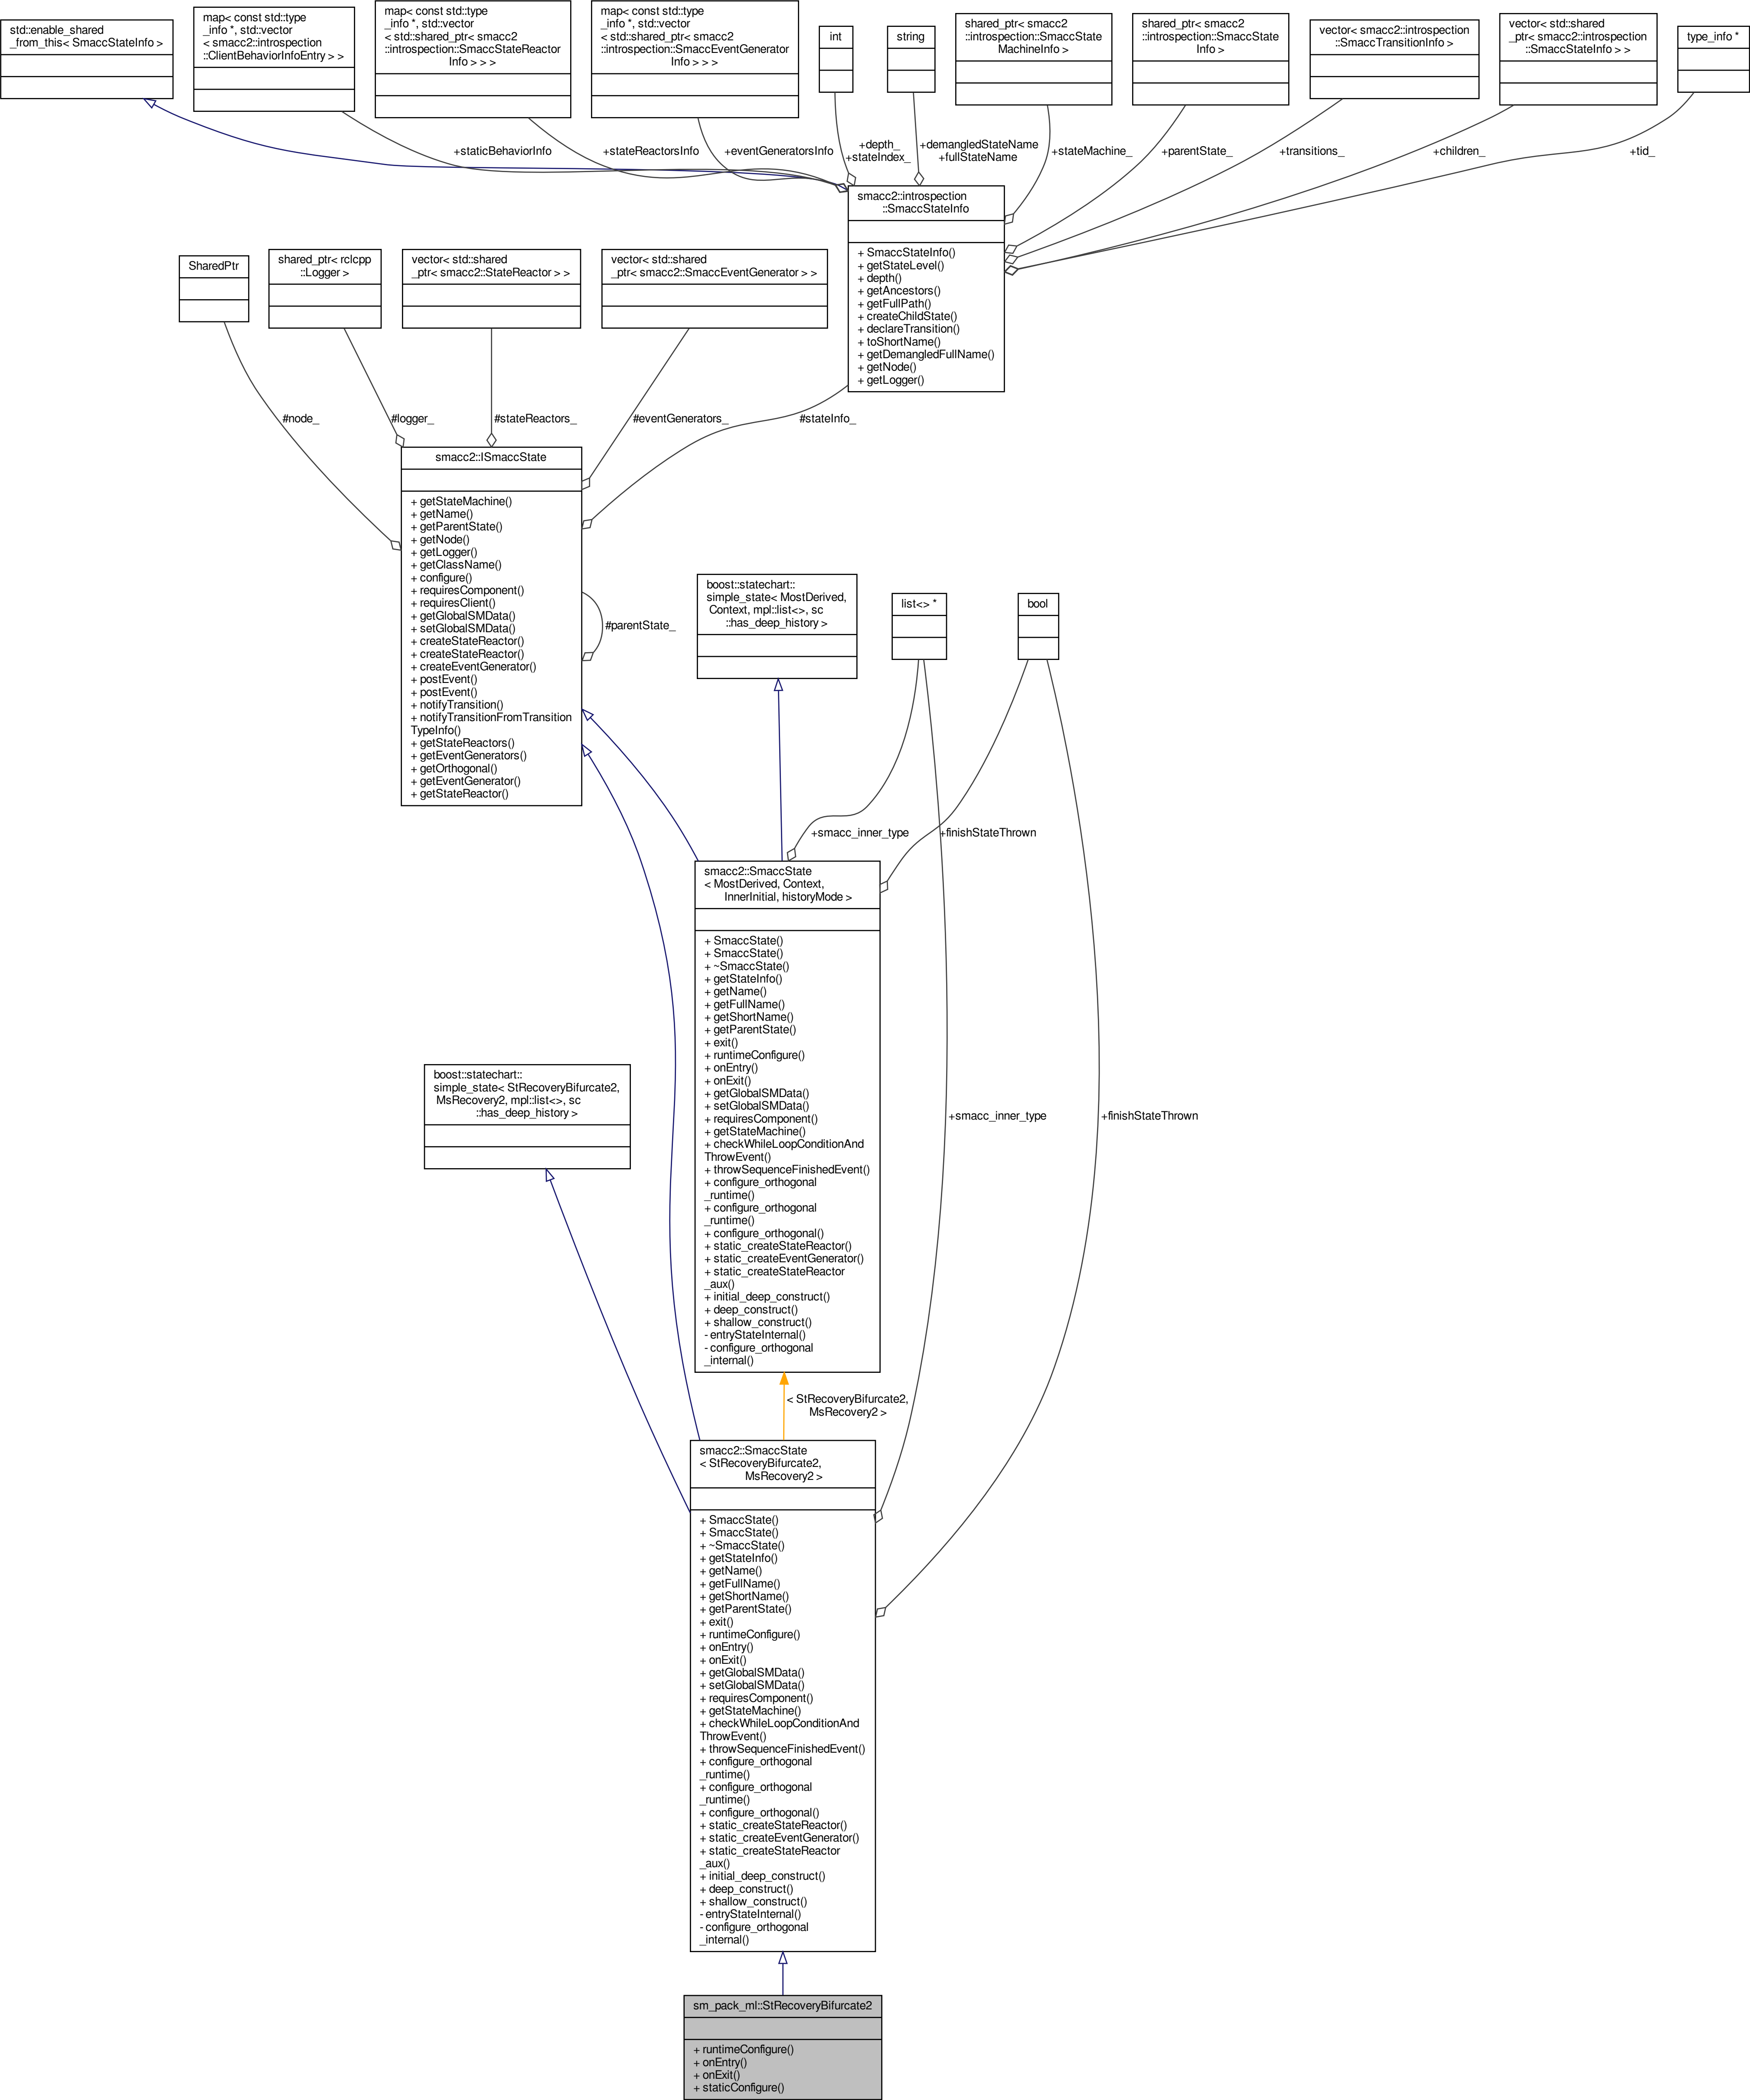 std::enable_shared
_from_this< SmaccStateInfo >
map< const std::type
_info *, std::vector
< smacc2::introspection
::ClientBehaviorInfoEntry > >
map< const std::type
_info *, std::vector
< std::shared_ptr< smacc2
::introspection::SmaccStateReactor
Info > > >
map< const std::type
_info *, std::vector
< std::shared_ptr< smacc2
::introspection::SmaccEventGenerator
Info > > >
int
string
shared_ptr< smacc2
::introspection::SmaccState
MachineInfo >
shared_ptr< smacc2
::introspection::SmaccState
Info >
vector< smacc2::introspection
::SmaccTransitionInfo >
vector< std::shared
_ptr< smacc2::introspection
::SmaccStateInfo > >
type_info *
+staticBehaviorInfo
+stateReactorsInfo
+eventGeneratorsInfo
+depth_
+stateIndex_
+demangledStateName
+fullStateName
+stateMachine_
+parentState_
+transitions_
+children_
+tid_
smacc2::introspection
::SmaccStateInfo
+ SmaccStateInfo()
+ getStateLevel()
+ depth()
+ getAncestors()
+ getFullPath()
+ createChildState()
+ declareTransition()
+ toShortName()
+ getDemangledFullName()
+ getNode()
+ getLogger()
SharedPtr
shared_ptr< rclcpp
::Logger >
vector< std::shared
_ptr< smacc2::StateReactor > >
vector< std::shared
_ptr< smacc2::SmaccEventGenerator > >
#node_
#logger_
#stateReactors_
#eventGenerators_
#stateInfo_
smacc2::ISmaccState
+ getStateMachine()
+ getName()
+ getParentState()
+ getNode()
+ getLogger()
+ getClassName()
+ configure()
+ requiresComponent()
+ requiresClient()
+ getGlobalSMData()
+ setGlobalSMData()
+ createStateReactor()
+ createStateReactor()
+ createEventGenerator()
+ postEvent()
+ postEvent()
+ notifyTransition()
+ notifyTransitionFromTransition
TypeInfo()
+ getStateReactors()
+ getEventGenerators()
+ getOrthogonal()
+ getEventGenerator()
+ getStateReactor()
#parentState_
boost::statechart::
simple_state< MostDerived,
Context, mpl::list<>, sc
::has_deep_history >
list<> *
bool
+smacc_inner_type
+finishStateThrown
smacc2::SmaccState
< MostDerived, Context,
InnerInitial, historyMode >
+ SmaccState()
+ SmaccState()
+ ~SmaccState()
+ getStateInfo()
+ getName()
+ getFullName()
+ getShortName()
+ getParentState()
+ exit()
+ runtimeConfigure()
+ onEntry()
+ onExit()
+ getGlobalSMData()
+ setGlobalSMData()
+ requiresComponent()
+ getStateMachine()
+ checkWhileLoopConditionAnd
ThrowEvent()
+ throwSequenceFinishedEvent()
+ configure_orthogonal
_runtime()
+ configure_orthogonal
_runtime()
+ configure_orthogonal()
+ static_createStateReactor()
+ static_createEventGenerator()
+ static_createStateReactor
_aux()
+ initial_deep_construct()
+ deep_construct()
+ shallow_construct()
- entryStateInternal()
- configure_orthogonal
_internal()
boost::statechart::
simple_state< StRecoveryBifurcate2,
MsRecovery2, mpl::list<>, sc
::has_deep_history >
+smacc_inner_type
+finishStateThrown
< StRecoveryBifurcate2,
MsRecovery2 >
smacc2::SmaccState
< StRecoveryBifurcate2,
MsRecovery2 >
+ SmaccState()
+ SmaccState()
+ ~SmaccState()
+ getStateInfo()
+ getName()
+ getFullName()
+ getShortName()
+ getParentState()
+ exit()
+ runtimeConfigure()
+ onEntry()
+ onExit()
+ getGlobalSMData()
+ setGlobalSMData()
+ requiresComponent()
+ getStateMachine()
+ checkWhileLoopConditionAnd
ThrowEvent()
+ throwSequenceFinishedEvent()
+ configure_orthogonal
_runtime()
+ configure_orthogonal
_runtime()
+ configure_orthogonal()
+ static_createStateReactor()
+ static_createEventGenerator()
+ static_createStateReactor
_aux()
+ initial_deep_construct()
+ deep_construct()
+ shallow_construct()
- entryStateInternal()
- configure_orthogonal
_internal()
sm_pack_ml::StRecoveryBifurcate2
+ runtimeConfigure()
+ onEntry()
+ onExit()
+ staticConfigure()